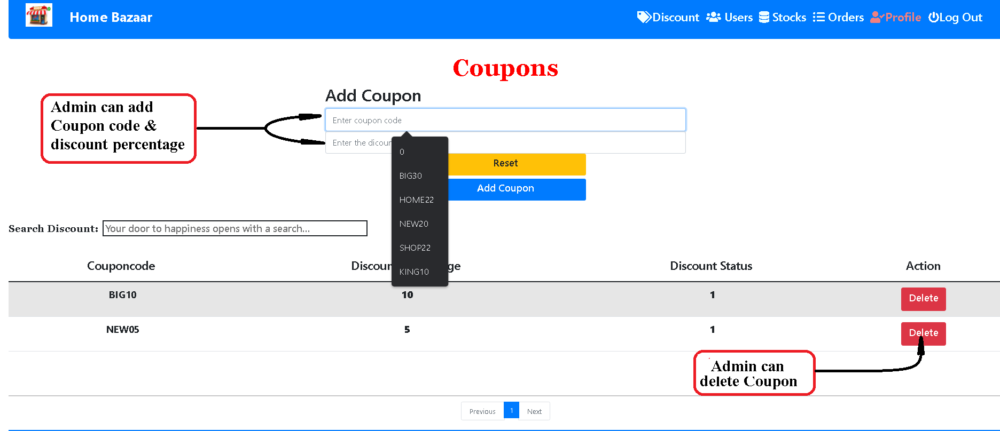 Home Bazaar
Discount Users Stocks Orders Profile Log Out
Coupons
Add Coupon
Admin can add
Coupon code &
discount percentage
Enter coupon code
Enter the dicour
0
BIG30
HOME22
NEW20
SHOP22
KING10
Reset
Add Coupon
Search Discount: Your door to happiness opens with a search...
Couponcode Discoun ge Discount Status Action
BIG10 10 1 Delete
NEW05 5 1 Delete
Admin can
delete Coupon
Previous 1 Next